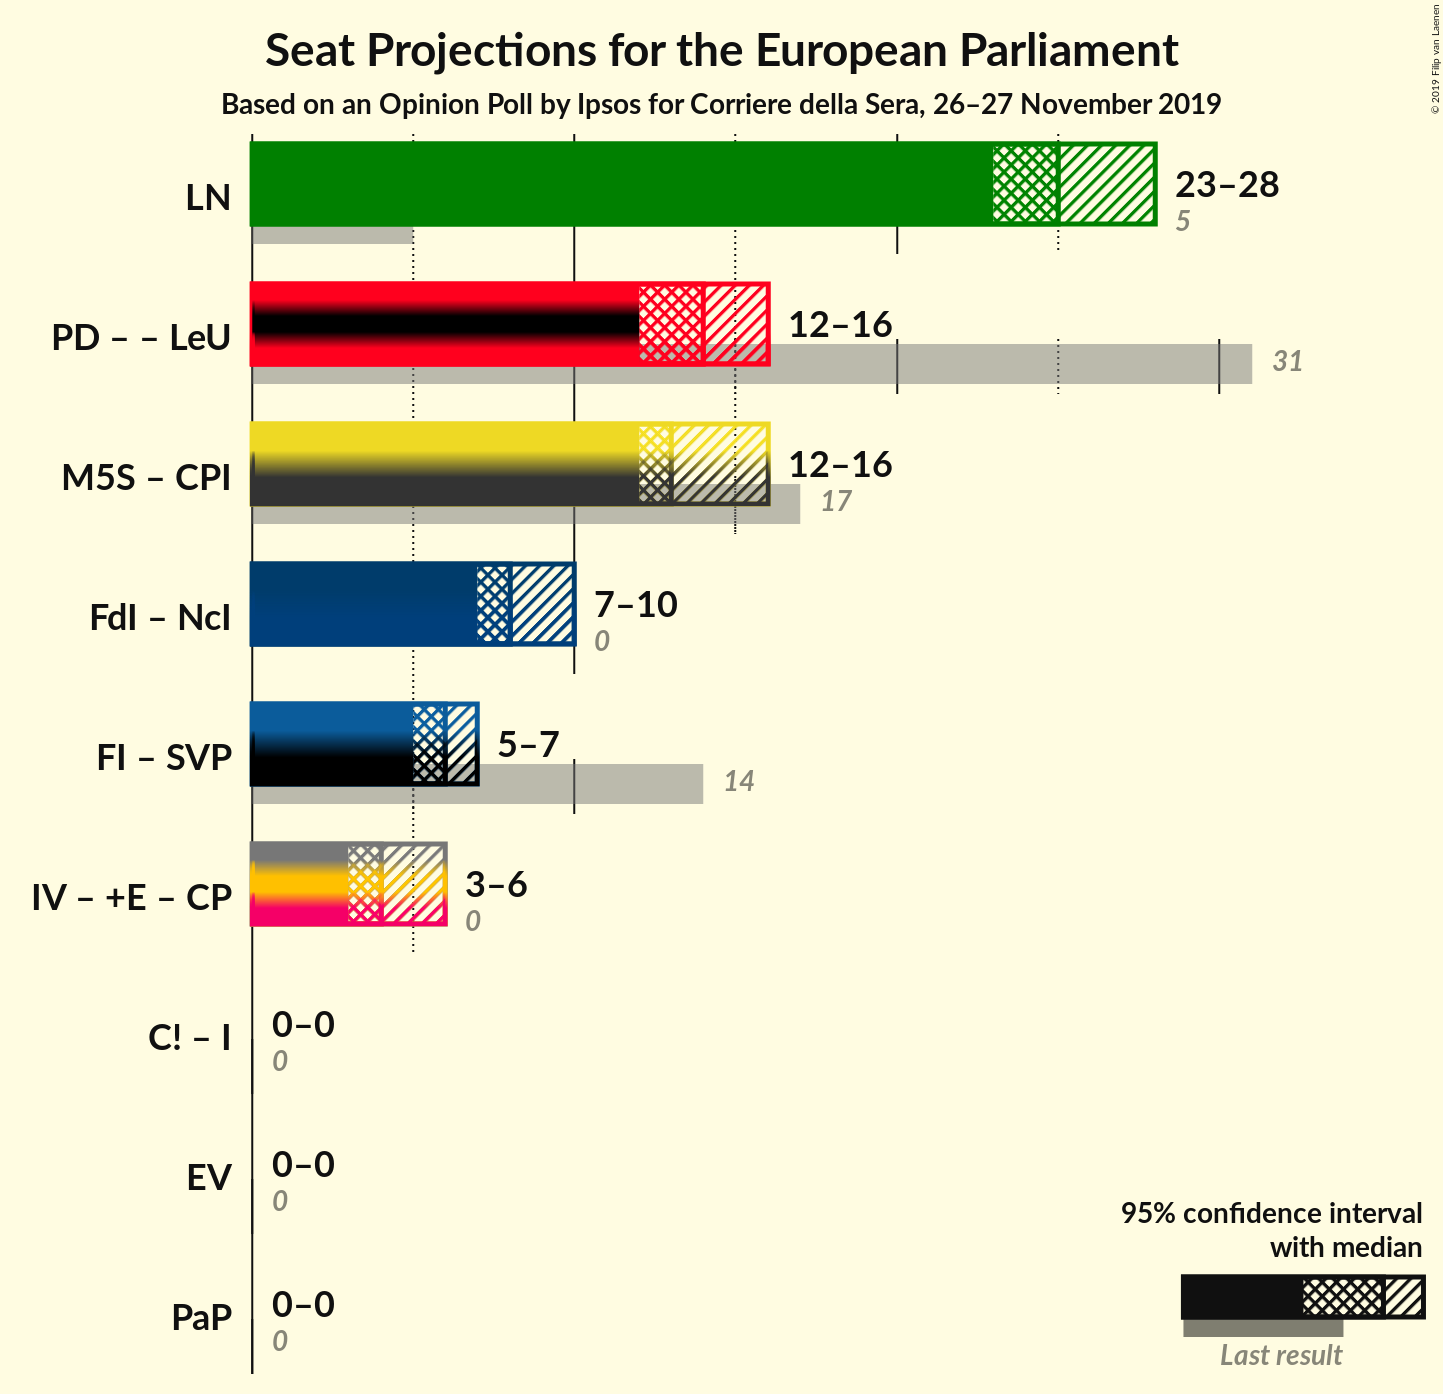 Seat Projections for the European Parliament
Based on an Opinion Poll by Ipsos for Corriere della Sera, 26–27 November 2019
© 2019 Filip van Laenen
LN
23–28
5
PD – – LeU
12–16
31
M5S – CPI
12–16
17
FdI – NcI
7–10
0
FI – SVP
5–7
14
IV – +E – CP
3–6
0
C! – I
0–0
0
EV
0–0
0
PaP
0–0
0
95% confidence interval
with median
Last result